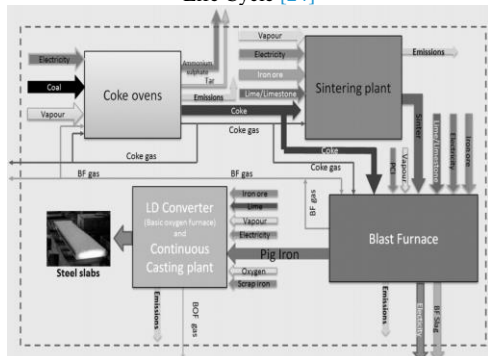 Life Cycle [24]
Electricity
Coal
Vapour
Coke ovens
Ammonium
sulphate
Tar
Emissions
Coke
Coke gas
Vapour
Electricity
Iron ore
Lime/Limestone
Sintering plant
Emissions
Coke gas
Coke gas
Coke
Sinter
Lime/Limestone
Electricity
Iron ore
PCI
Vapour
BF gas
BF gas
BF gas
LD Converter
(Basic oxygen furnace)
and
Continuous
Casting plant
Iron ore
Lime
Vapour
Electricity
Pig Iron
Oxygen
Scrap iron
Blast Furnace
Steel slabs
Emissions
BOF gas
Emissions
Electricity
BF Slag